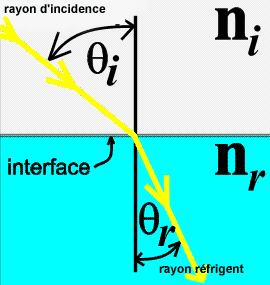 rayon d'incidence
θi
ni
interface
nr
θr
rayon réfrigent